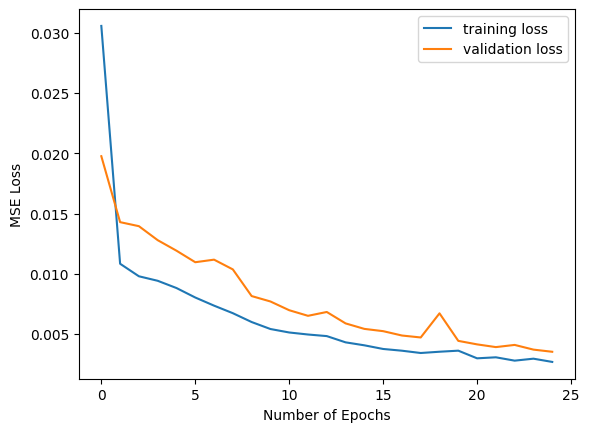 training loss
validation loss
0.030
0.025
0.020
0.015
0.010
0.005
MSE Loss
0 5 10 15 20 25
Number of Epochs